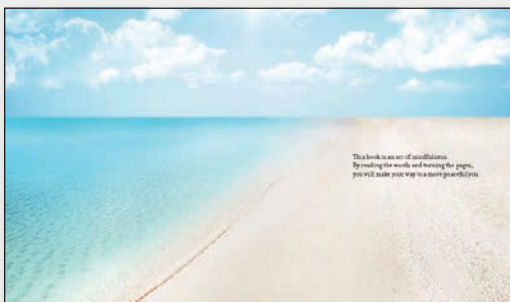 This book is an act of mindfulness.
By reading the words and turning the pages,
you will make your way to a more peaceful you.